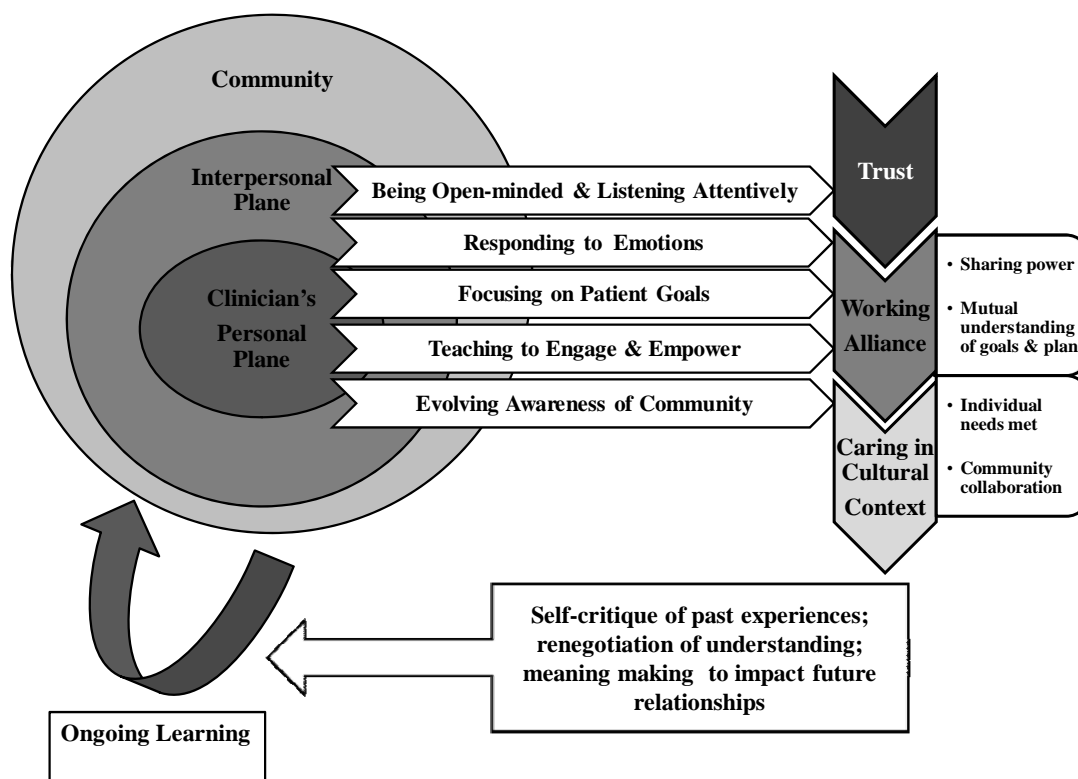 Community
Interpersonal
Plane
Clinician's
Personal
Plane
Being Open-minded & Listening Attentively
Responding to Emotions
Focusing on Patient Goals
Teaching to Engage & Empower
Evolving Awareness of Community
Trust
Working
Alliance
• Sharing power
• Mutual
understanding
of goals & plan
Caring in
Cultural
Context
• Individual
needs met
• Community
collaboration
Self-critique of past experiences;
renegotiation of understanding;
meaning making to impact future
relationships
Ongoing Learning